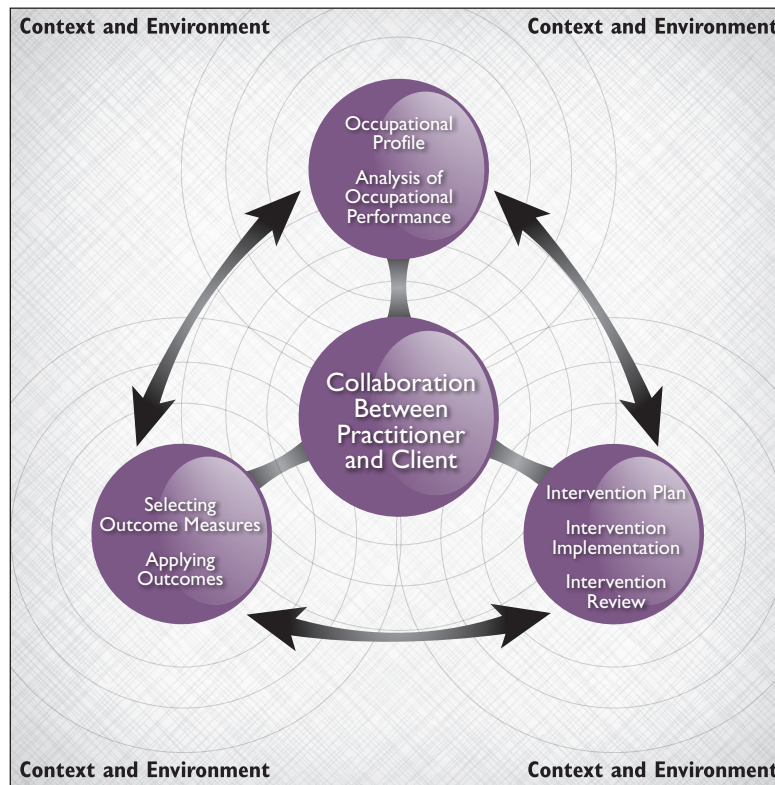 Context and Environment
Context and Environment
Occupational
Profile
Analysis of
Occupational
Performance
Collaboration
Between
Practitioner
and Client
Selecting
Outcome Measures
Applying
Outcomes
Intervention Plan
Intervention
Implementation
Intervention
Review
Context and Environment
Context and Environment